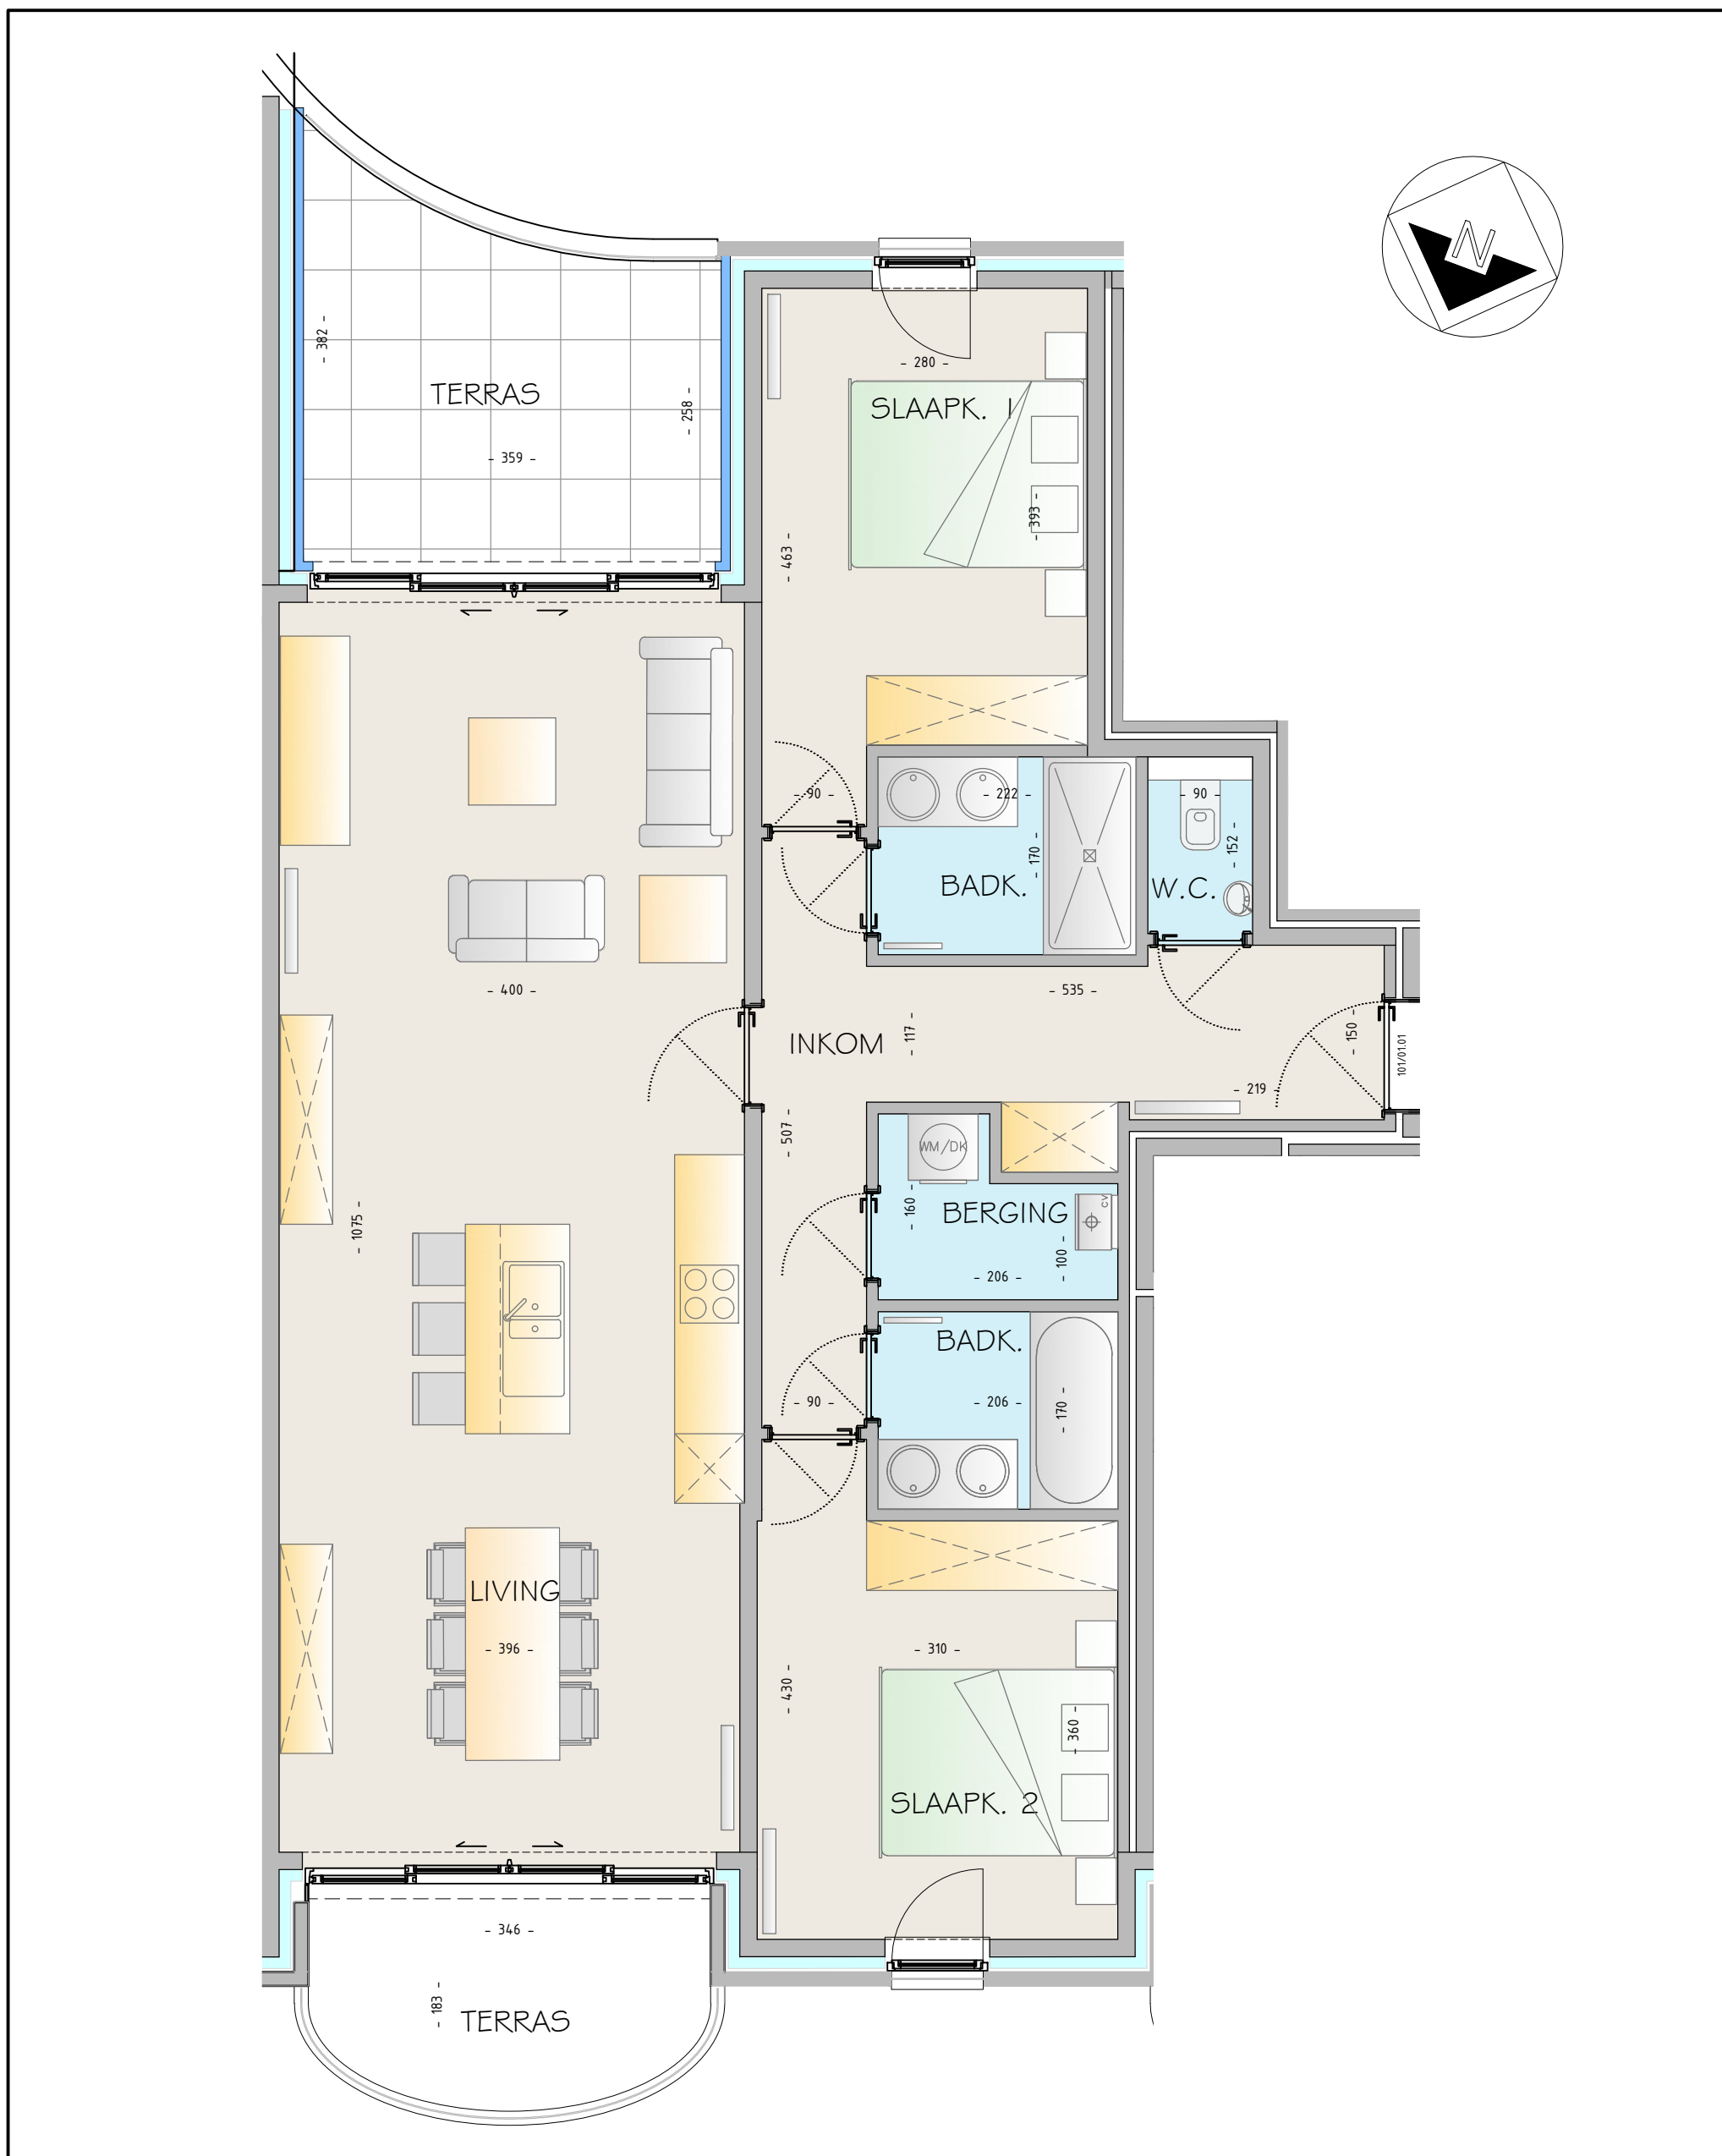 N
- 382 -
TERRAS
- 258 -
- 359 -
- 280 -
SLAAPK. 1
- 393 -
- 463 -
- 90 -
- 222 -
- 90 -
- 170 -
- 152 -
BADK.
W.C.
- 400 -
- 535 -
INKOM
- 117 -
- 150 -
101/01.01
- 219 -
- 507 -
WM/DK
- 1075 -
- 160 -
BERGING
CV
- 100 -
- 206 -
BADK.
- 90 -
- 206 -
- 170 -
LIVING
- 396 -
- 310 -
- 430 -
- 360 -
SLAAPK. 2
- 346 -
- 183 -
TERRAS